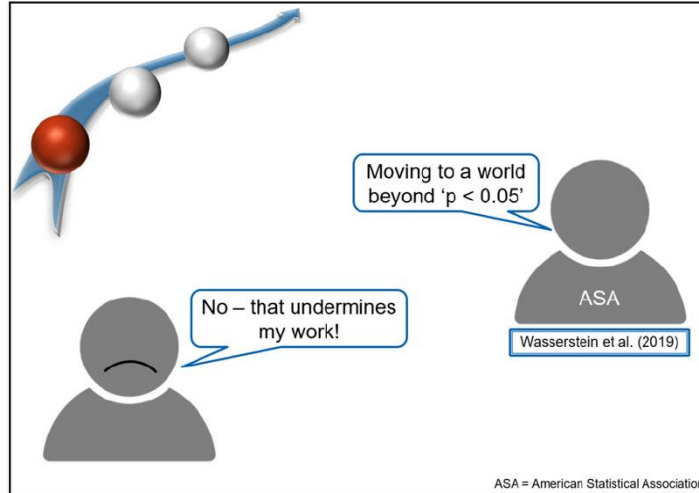 Moving to a world
beyond ‘p < 0.05’
ASA
Wasserstein et al. (2019)
No – that undermines
my work!
ASA = American Statistical Association